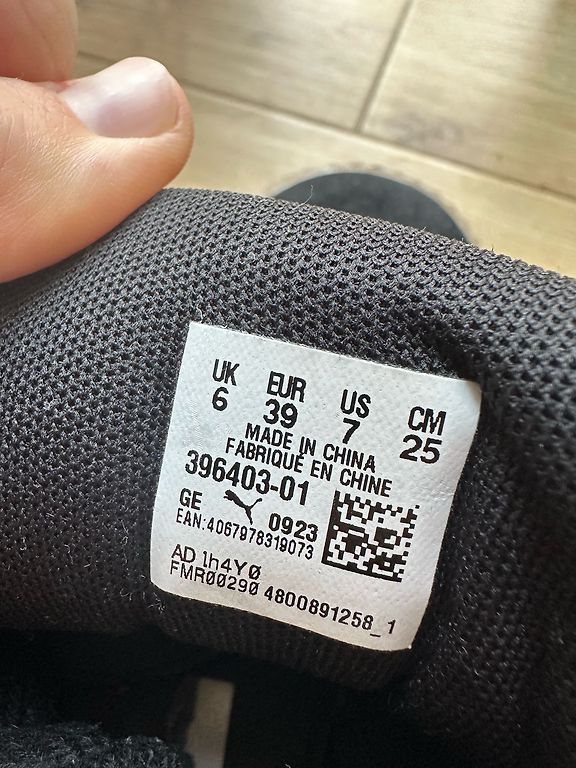 UK EUR US CM
6 39 7 25
MADE IN CHINA
FABRIQUÉ EN CHINE
396403-01
GE 0923
EAN:4067978319073
AD 1h4Y0
FMR00290 4800891258_1